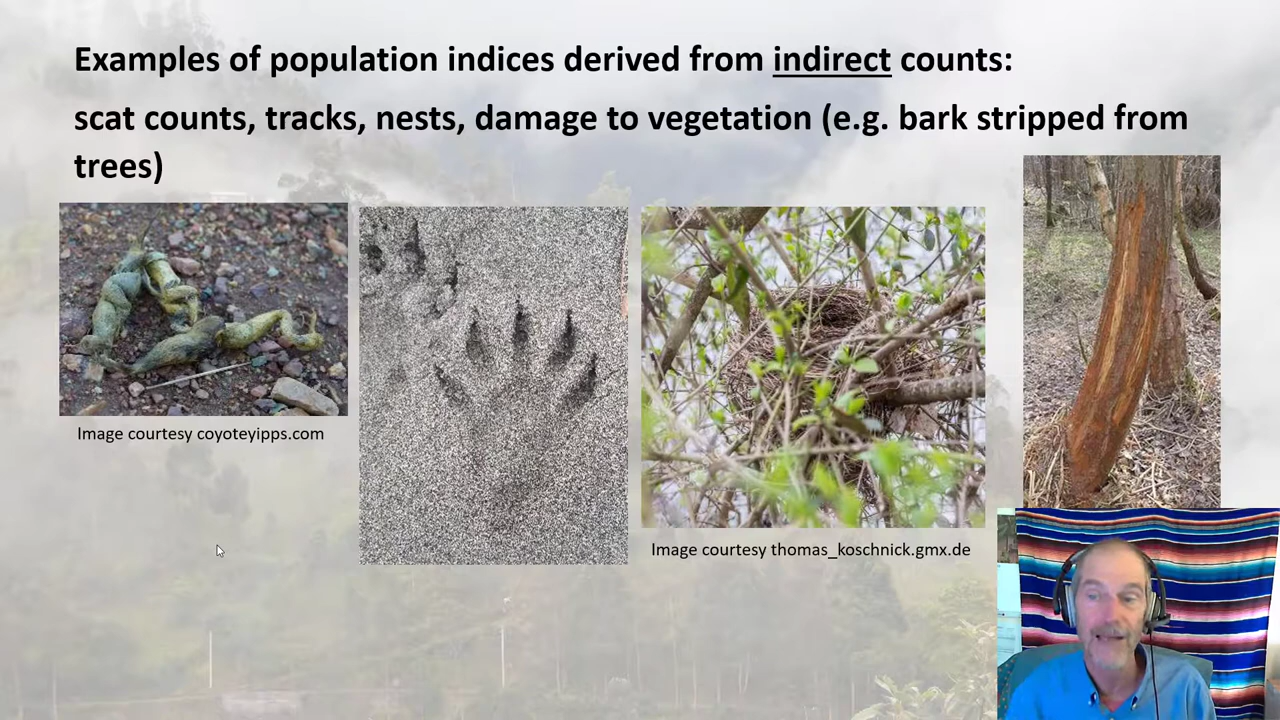 Examples of population indices derived from indirect counts:
scat counts, tracks, nests, damage to vegetation (e.g. bark stripped from
trees)
Image courtesy coyoteyipps.com
Image courtesy thomas_koschnick.gmx.de